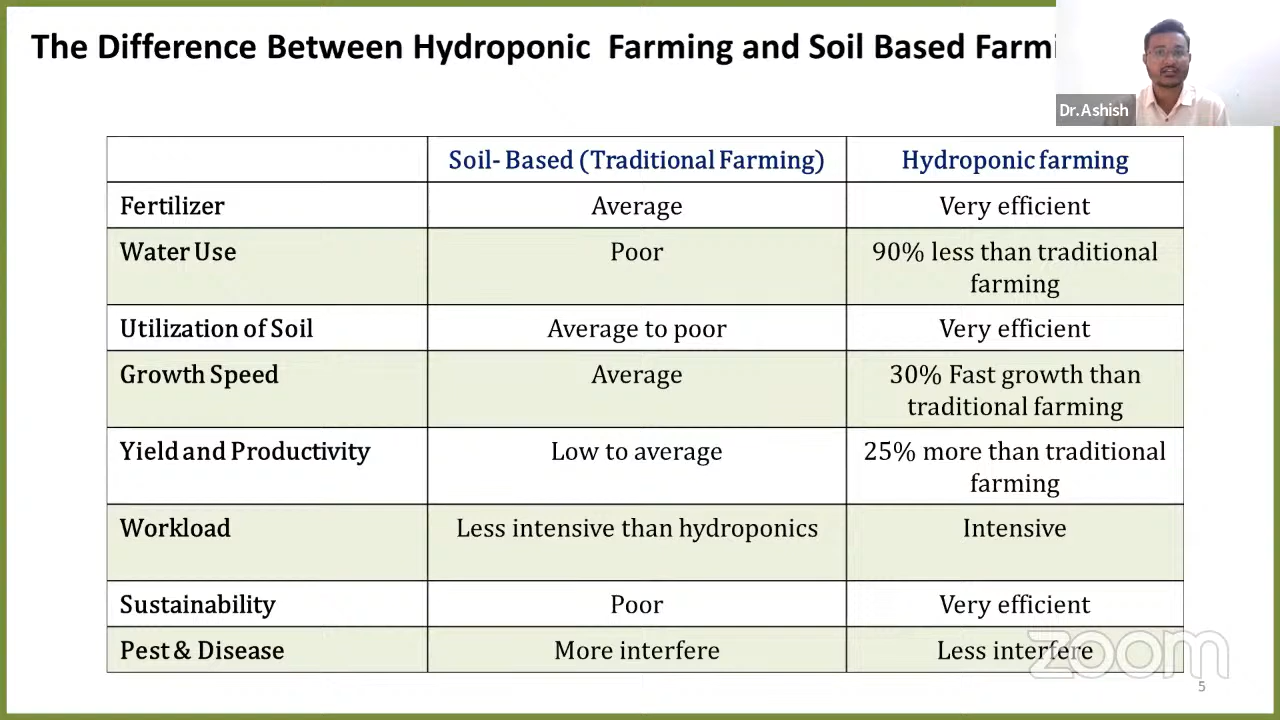 The Difference Between Hydroponic Farming and Soil Based Farmi
Dr.Ashish
Soil- Based (Traditional Farming) Hydroponic farming
Fertilizer Average Very efficient
Water Use Poor 90% less than traditional
farming
Utilization of Soil Average to poor Very efficient
Growth Speed Average 30% Fast growth than
traditional farming
Yield and Productivity Low to average 25% more than traditional
farming
Workload Less intensive than hydroponics Intensive
Sustainability Poor Very efficient
Pest & Disease More interfere Less interfere
zoom
5